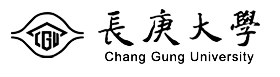 CGU
長庚大學
Chang Gung University